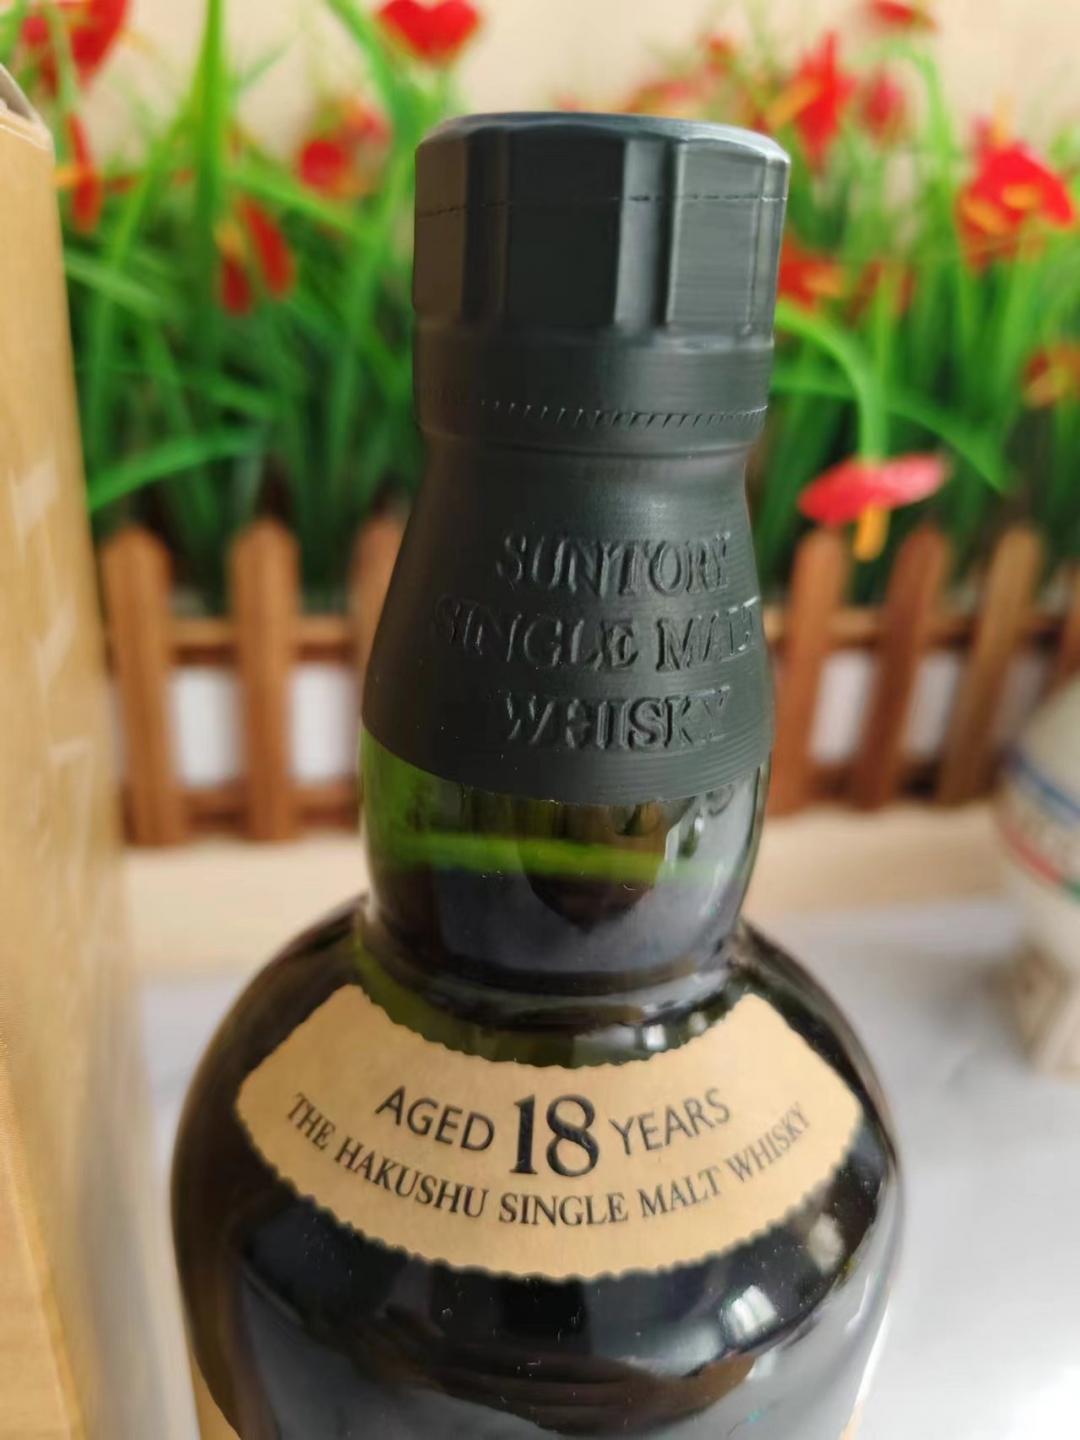 SUNTORY
SINGLE MALT
WHISKY
AGED 18 YEARS
THE HAKUSHU SINGLE MALT WHISKY